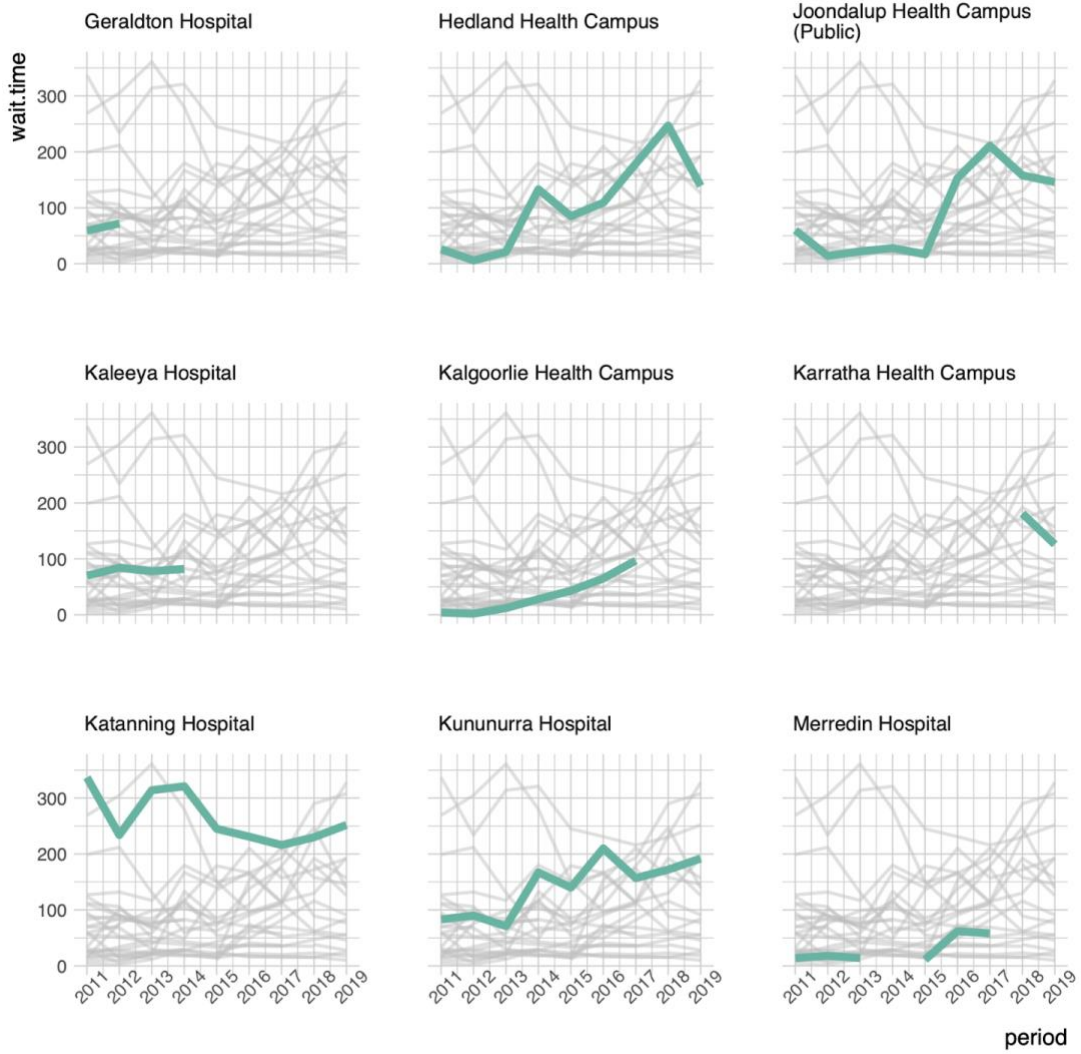 Geraldton Hospital
Hedland Health Campus
Joondalup Health Campus
(Public)
wait.time
300
200
100
0
Kaleeya Hospital
Kalgoorlie Health Campus
Karratha Health Campus
300
200
100
0
Katanning Hospital
Kununurra Hospital
Merredin Hospital
300
200
100
0
2011 2012 2013 2014 2015 2016 2017 2018 2019
2011 2012 2013 2014 2015 2016 2017 2018 2019
2011 2012 2013 2014 2015 2016 2017 2018 2019
period